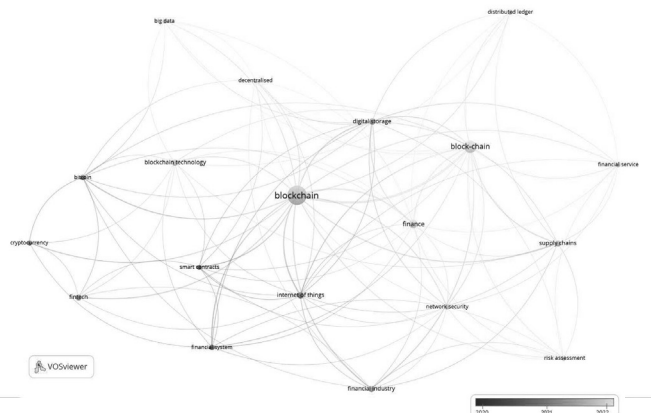 distributed ledger
big data
decentralised
digital storage
block-chain
blockchain technology
financial service
bitcoin
blockchain
finance
cryptocurrency
supply chains
smart contracts
fintech
internet of things
network security
financial system
risk assessment
VOSviewer
financial industry
2020 2021 2022